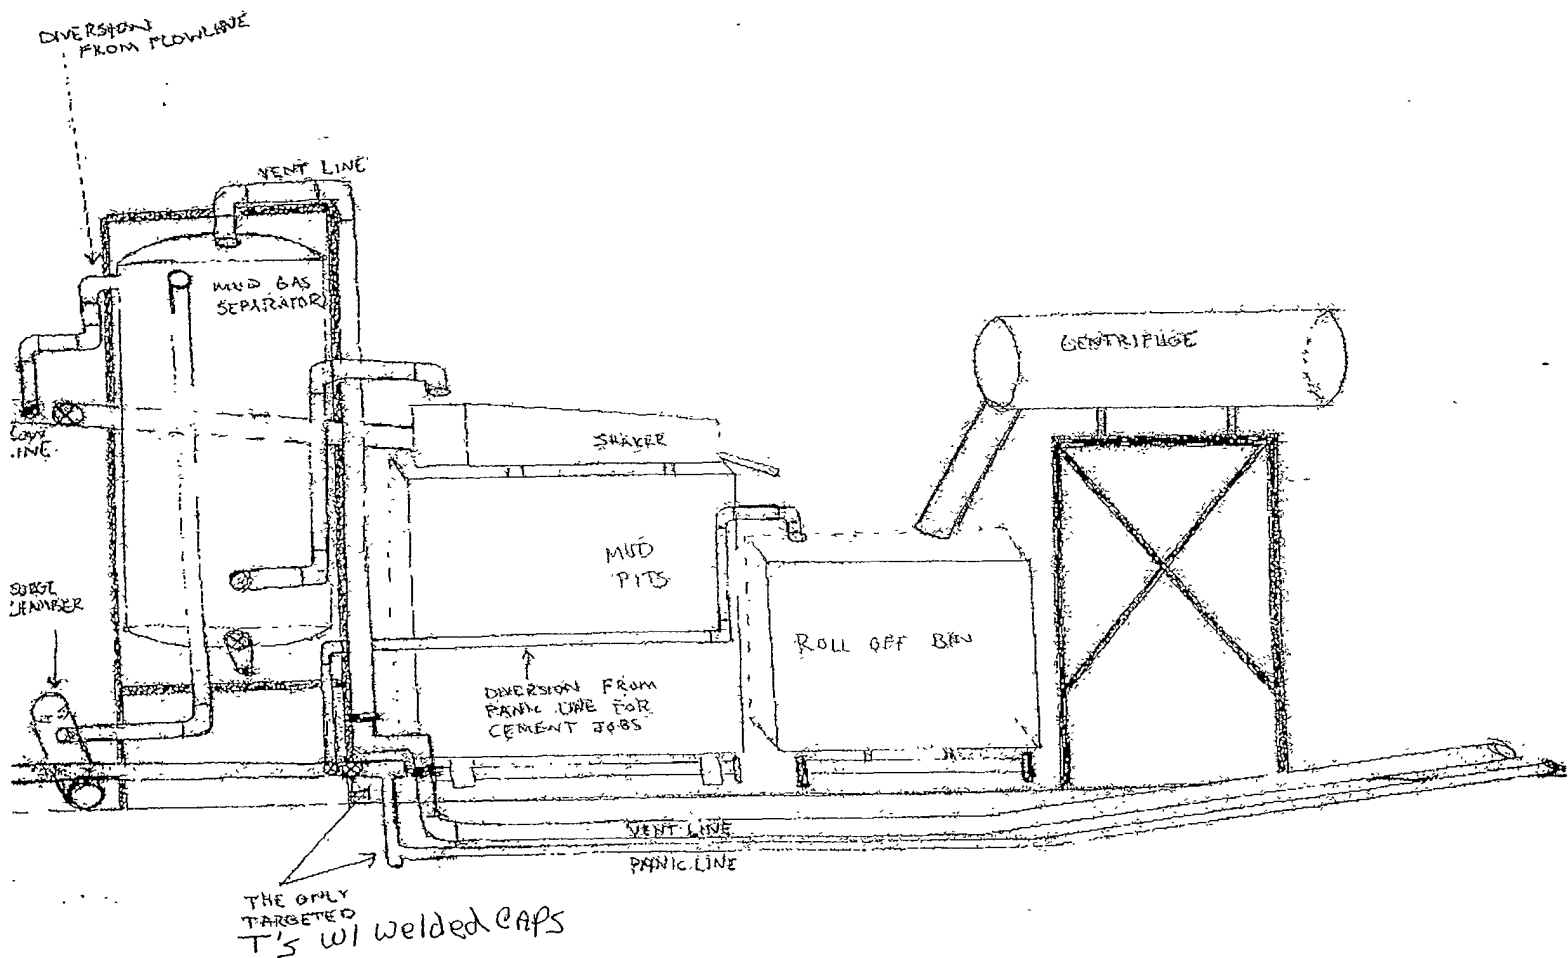 DIVERSION
FROM FLOWLINE
VENT LINE
MUD GAS
SEPARATOR
CENTRIFUGE
SHAKER
MUD
PITS
ROLL OFF BIN
SURGE
DIVERSION FROM
PANIC LINE FOR
CEMENT JOBS
VENT LINE
PANIC LINE
THE ONLY
TARGETED
T's w/ welded CAPS